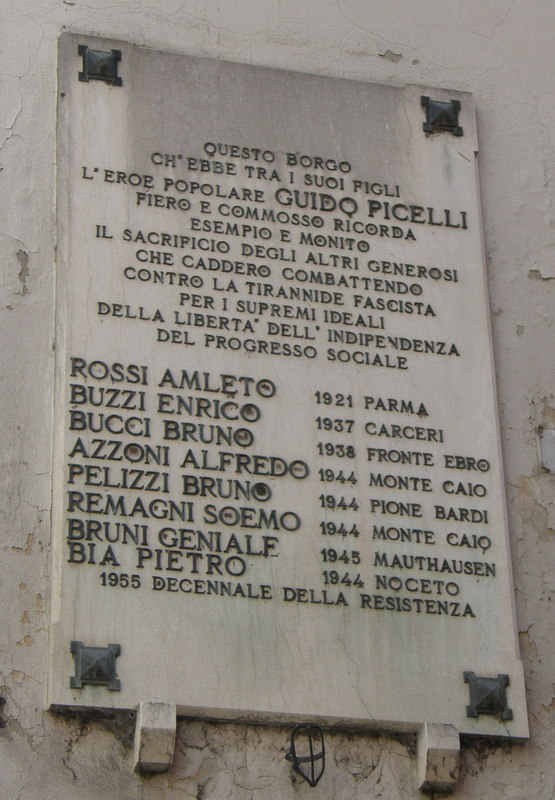 QUESTO BORGO
CH'EBBE TRA I SUOI FIGLI
L'EROE POPOLARE GUIDO PICELLI
FIERO E COMMOSSO RICORDA
ESEMPIO E MONITO
IL SACRIFICIO DEGLI ALTRI GENEROSI
CHE CADDERO COMBATTENDO
CONTRO LA TIRANNIDE FASCISTA
PER I SUPREMI IDEALI
DELLA LIBERTA' DELL' INDIPENDENZA
DEL PROGRESSO SOCIALE
ROSSI AMLETO 1921 PARMA
BUZZI ENRICO 1937 CARCERI
BUCCI BRUNO 1938 FRONTE EBRO
AZZONI ALFREDO 1944 MONTE CAIO
PELIZZI BRUNO 1944 PIONE BARDI
REMAGNI SOEMO 1944 MONTE CAIO
BRUNI GENIALE 1945 MAUTHAUSEN
BIA PIETRO 1944 NOCETO
1955 DECENNALE DELLA RESISTENZA